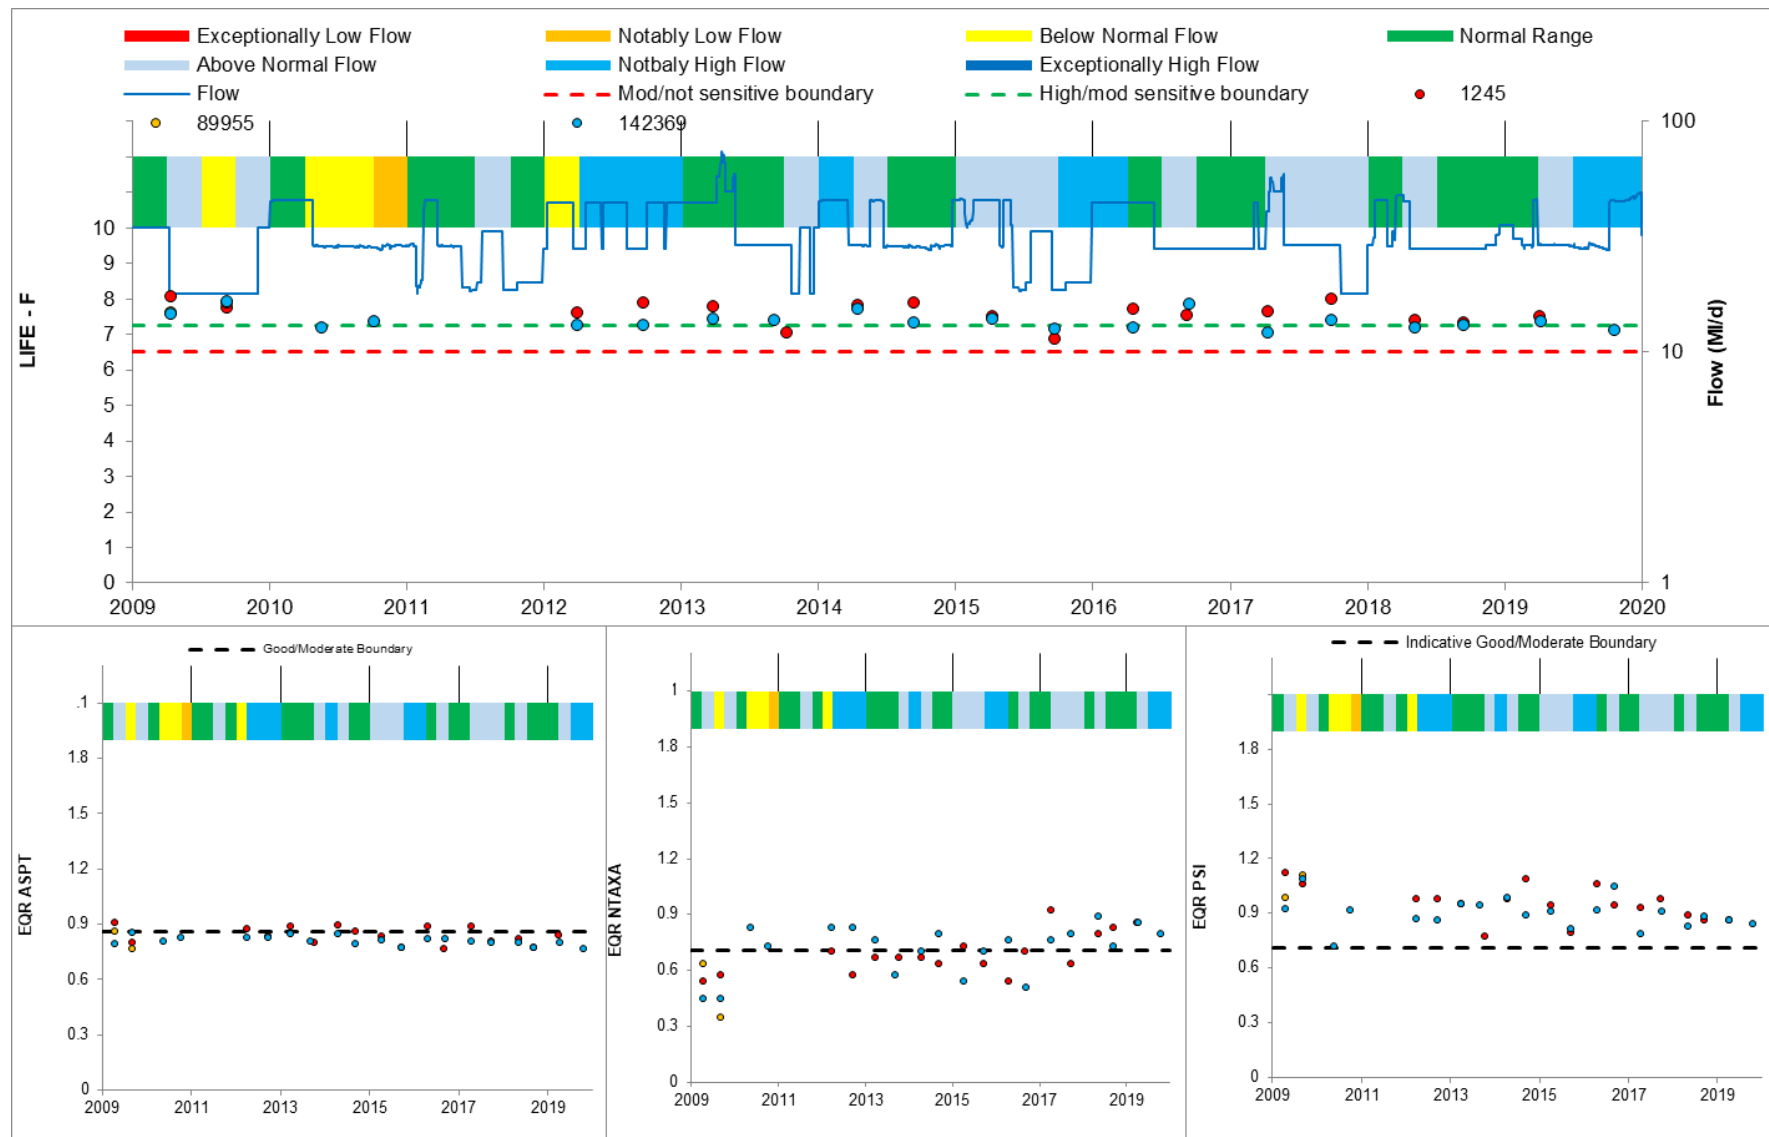 Exceptionally Low Flow Notably Low Flow Below Normal Flow Normal Range
Above Normal Flow Notbaly High Flow Exceptionally High Flow
Flow Mod/not sensitive boundary High/mod sensitive boundary 1245
89955 142369
100
10
9
8
7
6
5
4
3
2
1
0
10
1
LIFE - F
Flow (Ml/d)
2009 2010 2011 2012 2013 2014 2015 2016 2017 2018 2019 2020
Good/Moderate Boundary
.1
1.8
1.5
1.2
0.9
0.6
0.3
0
EQR ASPT
2009 2011 2013 2015 2017 2019
1
1.8
1.5
1.2
0.9
0.6
0.3
0
EQR NTAXA
2009 2011 2013 2015 2017 2019
Indicative Good/Moderate Boundary
1.8
1.5
1.2
0.9
0.6
0.3
0
EQR PSI
2009 2011 2013 2015 2017 2019